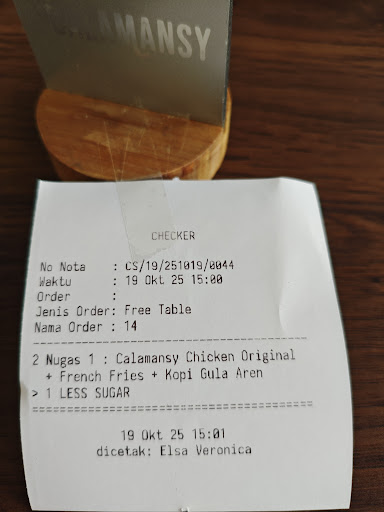 CALAMANSY
CHECKER
No Nota : CS/19/251019/0044
Waktu : 19 Okt 25 15:00
Order :
Jenis Order: Free Table
Nama Order : 14
2 Nugas 1 : Calamansy Chicken Original
+ French Fries + Kopi Gula Aren
> 1 LESS SUGAR
19 Okt 25 15:01
dicetak: Elsa Veronica